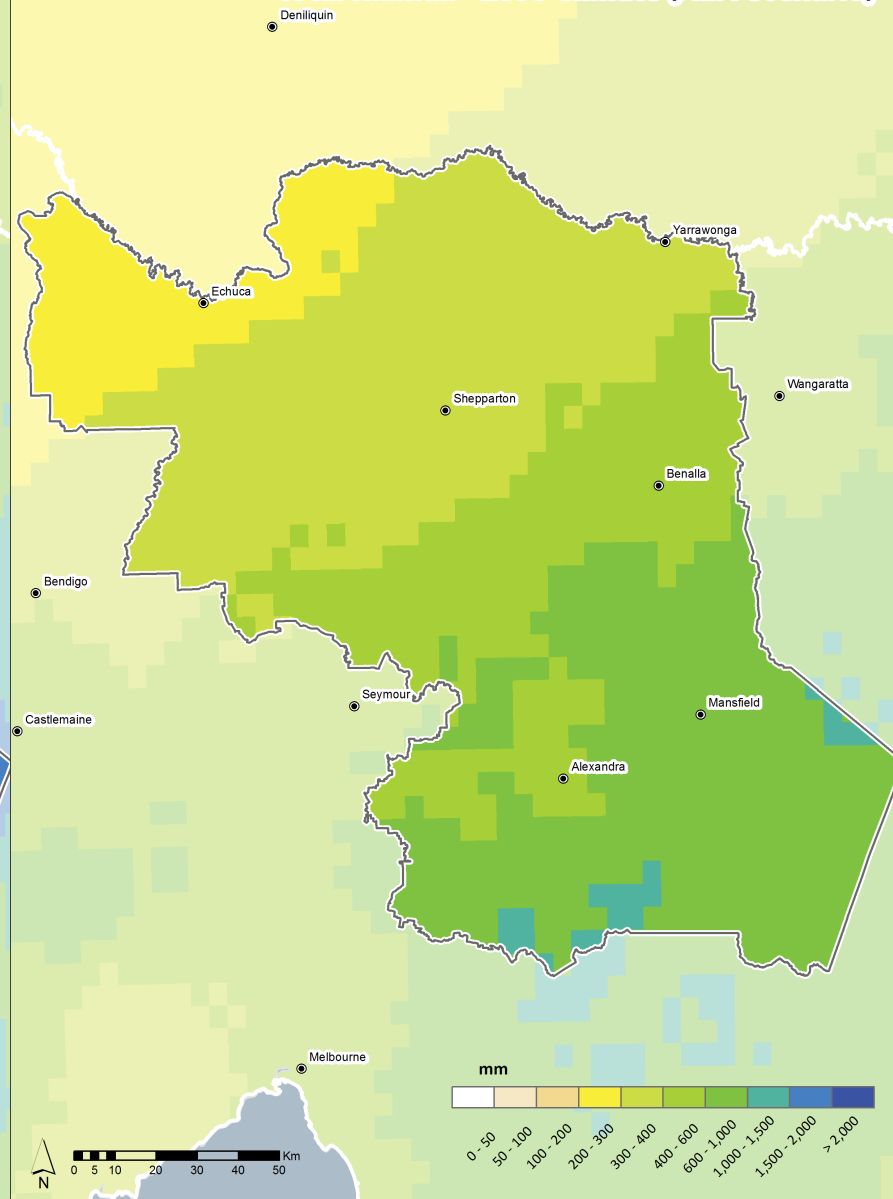 Deniliquin
Yarrawonga
Echuca
Wangaratta
Shepparton
Benalla
Bendigo
Seymour
Mansfield
Castlemaine
Alexandra
Melbourne
mm
0 - 50
50 - 100
100 - 200
200 - 300
300 - 400
400 - 600
600 - 1,000
1,000 - 1,500
1,500 - 2,000
> 2,000
N
Km
0 5 10 20 30 40 50